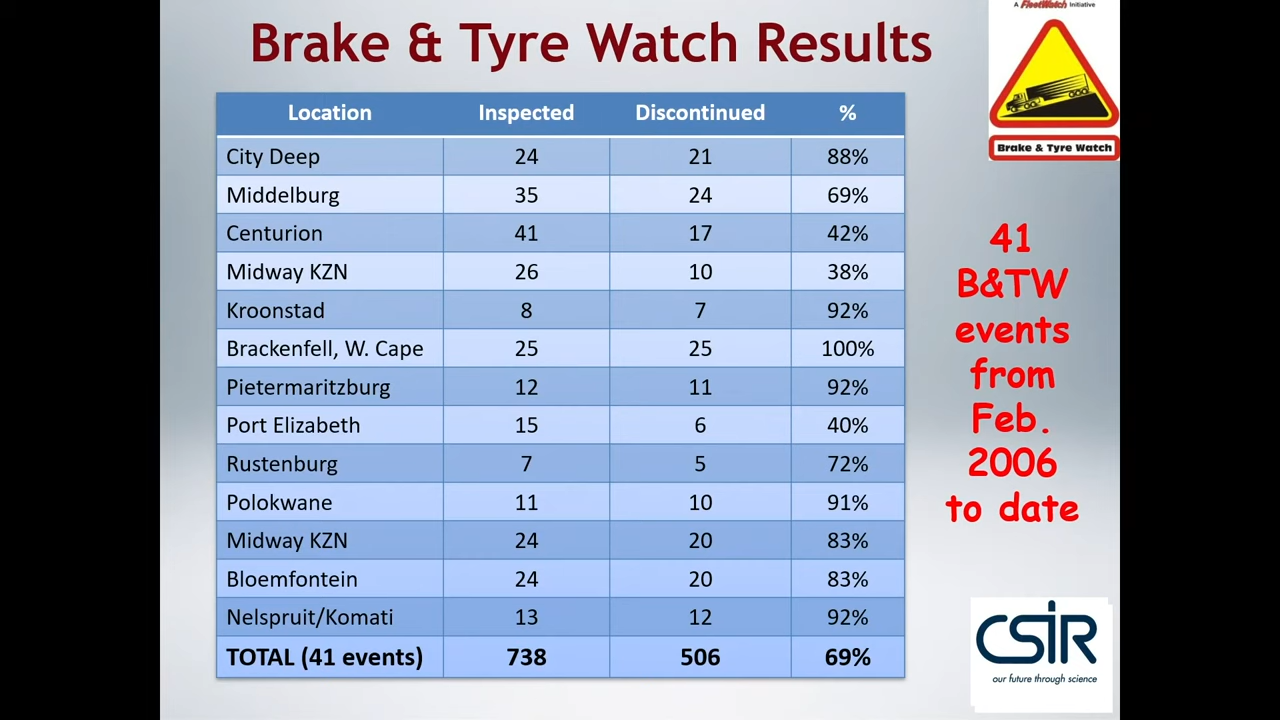 A FleetWatch Initiative
Brake & Tyre Watch Results
Brake & Tyre Watch
Location Inspected Discontinued %
City Deep 24 21 88%
Middelburg 35 24 69%
Centurion 41 17 42%
Midway KZN 26 10 38%
Kroonstad 8 7 92%
Brackenfell, W. Cape 25 25 100%
Pietermaritzburg 12 11 92%
Port Elizabeth 15 6 40%
Rustenburg 7 5 72%
Polokwane 11 10 91%
Midway KZN 24 20 83%
Bloemfontein 24 20 83%
Nelspruit/Komati 13 12 92%
TOTAL (41 events) 738 506 69%
41
B&TW
events
from
Feb.
2006
to date
CSIR
our future through science